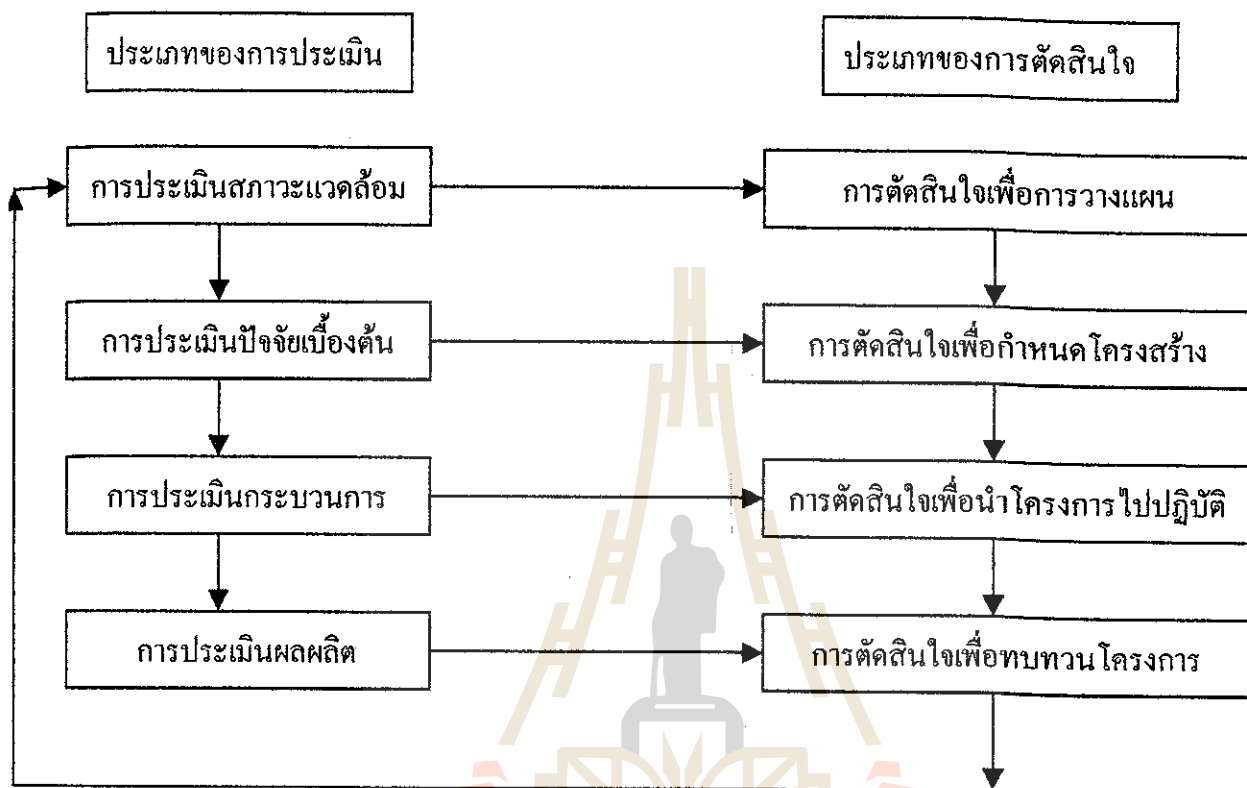 ประเภทของการประเมิน
ประเภทของการตัดสินใจ
การประเมินสภาวะแวดล้อม
การตัดสินใจเพื่อการวางแผน
การประเมินปัจจัยเบื้องต้น
การตัดสินใจเพื่อกำหนดโครงสร้าง
การประเมินกระบวนการ
การตัดสินใจเพื่อนำโครงการไปปฏิบัติ
การประเมินผลผลิต
การตัดสินใจเพื่อทบทวนโครงการ